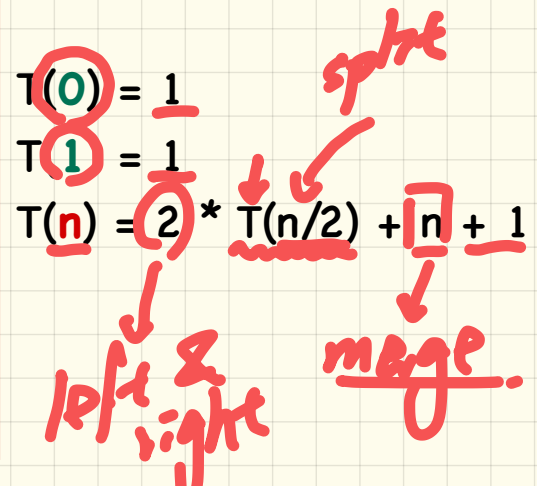 split
T(0) = 1
T(1) = 1
T(n) = 2 * T(n/2) + n + 1
left &
right
merge